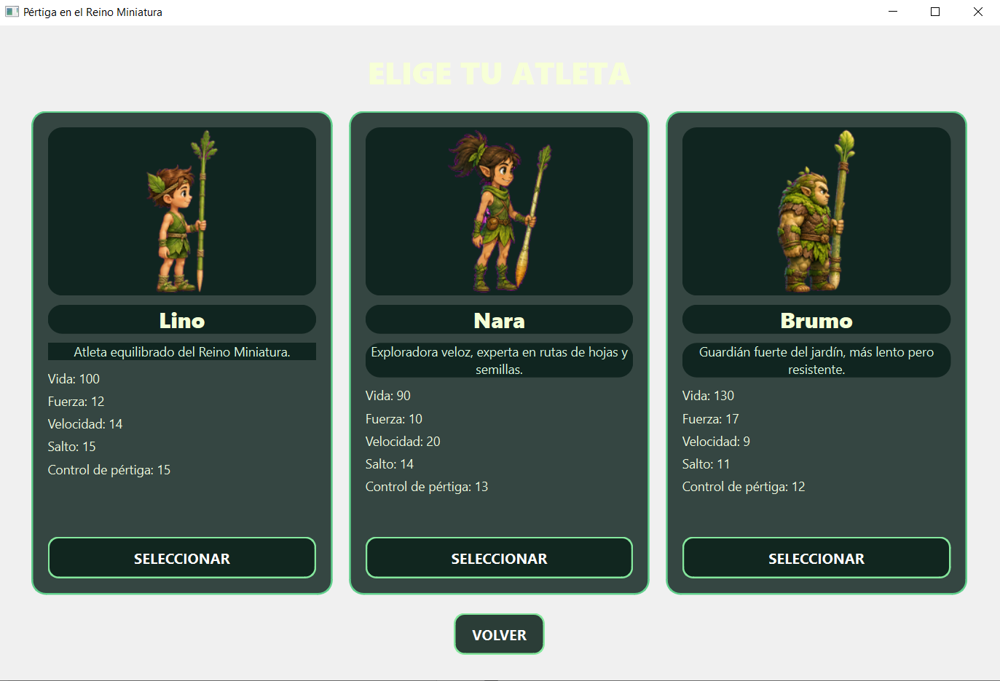 Pértiga en el Reino Miniatura
ELIGE TU ATLETA
Lino
Atleta equilibrado del Reino Miniatura.
Vida: 100
Fuerza: 12
Velocidad: 14
Salto: 15
Control de pértiga: 15
SELECCIONAR
Nara
Exploradora veloz, experta en rutas de hojas y
semillas.
Vida: 90
Fuerza: 10
Velocidad: 20
Salto: 14
Control de pértiga: 13
SELECCIONAR
Brumo
Guardián fuerte del jardín, más lento pero
resistente.
Vida: 130
Fuerza: 17
Velocidad: 9
Salto: 11
Control de pértiga: 12
SELECCIONAR
VOLVER